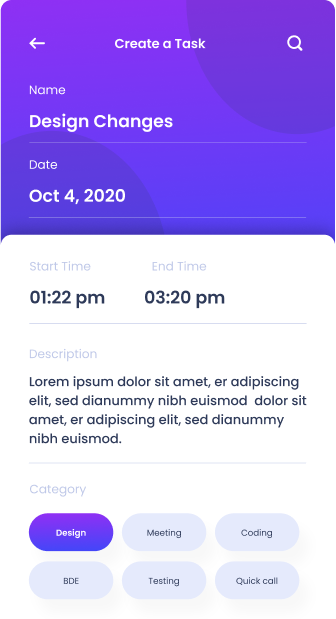 Create a Task
Name
Design Changes
Date
Oct 4, 2020
Start Time End Time
01:22 pm 03:20 pm
Description
Lorem ipsum dolor sit amet, er adipiscing
elit, sed dianummy nibh euismod  dolor sit
amet, er adipiscing elit, sed dianummy
nibh euismod.
Category
Design Meeting Coding
BDE Testing Quick call